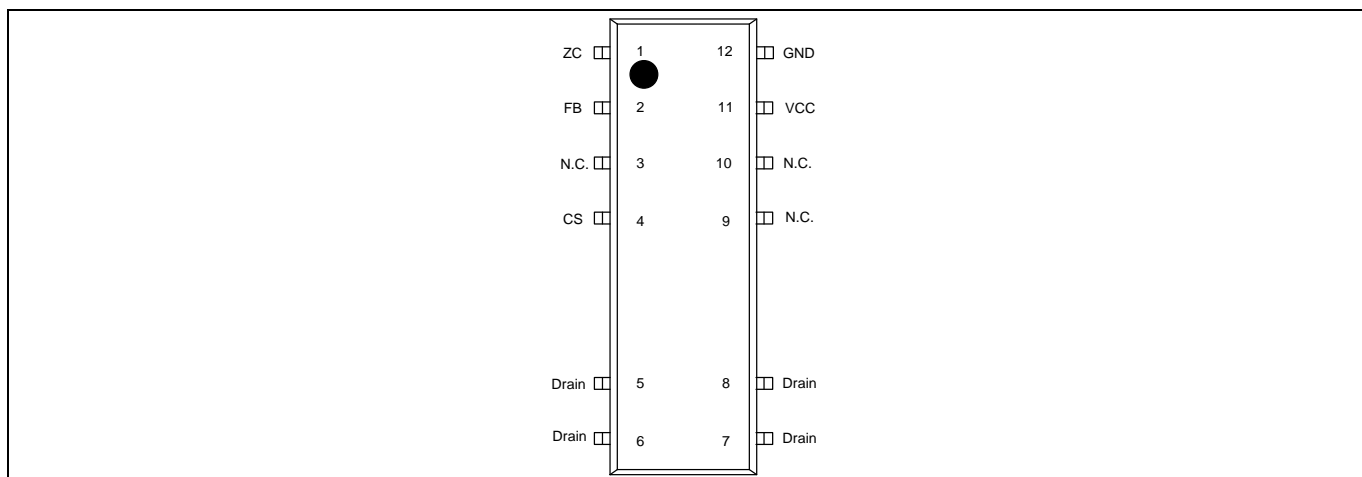 ZC 1 12 GND
FB 2 11 VCC
N.C. 3 10 N.C.
CS 4 9 N.C.
Drain 5 8 Drain
Drain 6 7 Drain